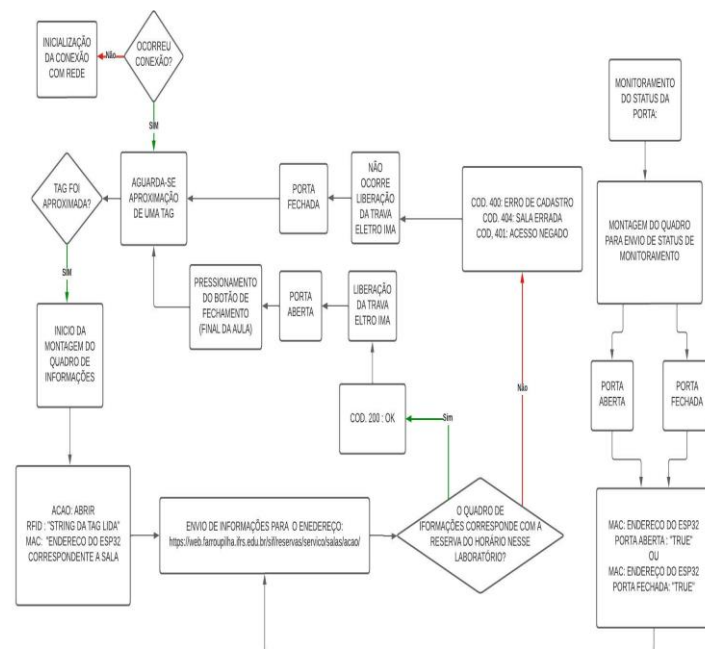 INICIALIZAÇÃO
DA CONEXÃO
COM REDE
Não
OCORREU
CONEXÃO?
SIM
TAG FOI
APROXIMADA?
AGUARDA-SE
APROXIMAÇÃO
DE UMA TAG
PORTA
FECHADA
NÃO
OCORRE
LIBERAÇÃO
DA TRAVA
ELETRO IMA
COD. 400: ERRO DE CADASTRO
COD. 404: SALA ERRADA
COD, 401: ACESSO NEGADO
SIM
PRESSIONAMENTO
DO BOTÃO DE
FECHAMENTO
(FINAL DA AULA)
PORTA
ABERTA
LIBERAÇÃO
DA TRAVA
ELTRO IMA
INICIO DA
MONTAGEM DO
QUADRO DE
INFORMAÇÕES
COD. 200 : OK
Sim
Não
ACAO: ABRIR
RFID : "STRING DA TAG LIDA"
MAC: "ENDERECO DO ESP32
CORRESPONDENTE A SALA
ENVIO DE INFORMAÇÕES PARA O ENEDEREÇO:
https://web.farroupilha.ifrs.edu.br/sif/reservas/servico/salas/acao/
O QUADRO DE
IFORMAÇÕES CORRESPONDE COM A
RESERVA DO HORÁRIO NESSE
LABORATÓRIO?
MONITORAMENTO
DO STATUS DA
PORTA:
MONTAGEM DO QUADRO
PARA ENVIO DE STATUS DE
MONITORAMENTO
PORTA
ABERTA
PORTA
FECHADA
MAC: ENDERECO DO ESP32
PORTA ABERTA : "TRUE"
OU
MAC: ENDEREÇO DO ESP32
PORTA FECHADA: "TRUE"